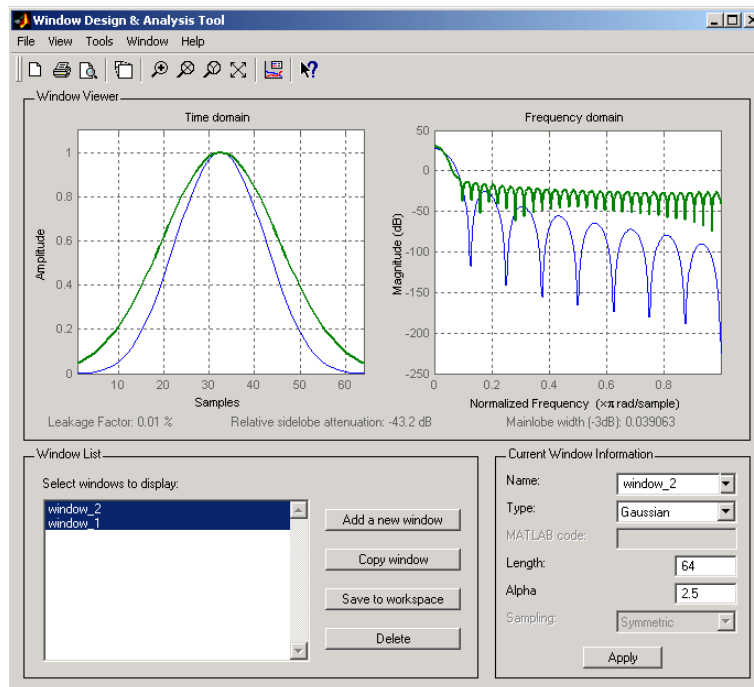 Window Design & Analysis Tool
File View Tools Window Help
Window Viewer
Time domain
Frequency domain
Amplitude
1
0.8
0.6
0.4
0.2
0
10 20 30 40 50 60
Samples
Magnitude (dB)
50
0
-50
-100
-150
-200
-250
0 0.2 0.4 0.6 0.8
Normalized Frequency (×π rad/sample)
Leakage Factor: 0.01 % Relative sidelobe attenuation: -43.2 dB Mainlobe width (-3dB): 0.039063
Window List
Select windows to display:
window_2
window_1
Add a new window
Copy window
Save to workspace
Delete
Current Window Information
Name: window_2
Type: Gaussian
MATLAB code:
Length: 64
Alpha 2.5
Sampling: Symmetric
Apply